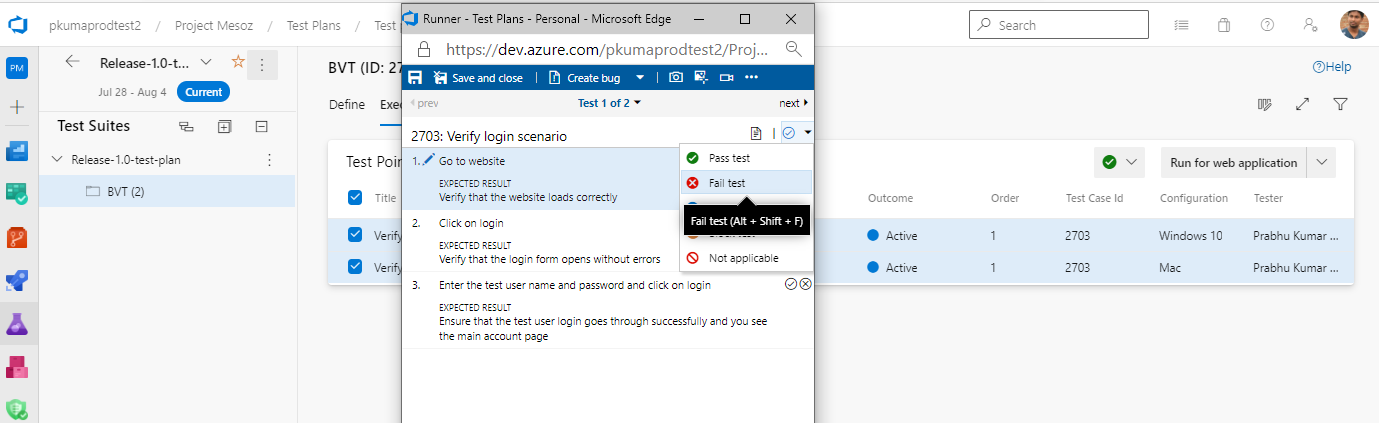 pkumaprodtest2 / Project Mesoz / Test Plans / Test
Search
PM
Release-1.0-t...
Jul 28 - Aug 4 Current
Test Suites
Release-1.0-test-plan
BVT (2)
BVT (ID: 27
Help
Define Exec
Test Poin
Run for web application
Title Outcome Order Test Case Id Configuration Tester
Verify Active 1 2703 Windows 10 Prabhu Kumar ...
Verify Active 1 2703 Mac Prabhu Kumar ...
Runner - Test Plans - Personal - Microsoft Edge
https://dev.azure.com/pkumaprodtest2/Proj...
Save and close Create bug
prev Test 1 of 2 next
2703: Verify login scenario
1. Go to website
EXPECTED RESULT
Verify that the website loads correctly
2. Click on login
EXPECTED RESULT
Verify that the login form opens without errors
3. Enter the test user name and password and click on login
EXPECTED RESULT
Ensure that the test user login goes through successfully and you see
the main account page
Pass test
Fail test
Fail test (Alt + Shift + F)
Not applicable